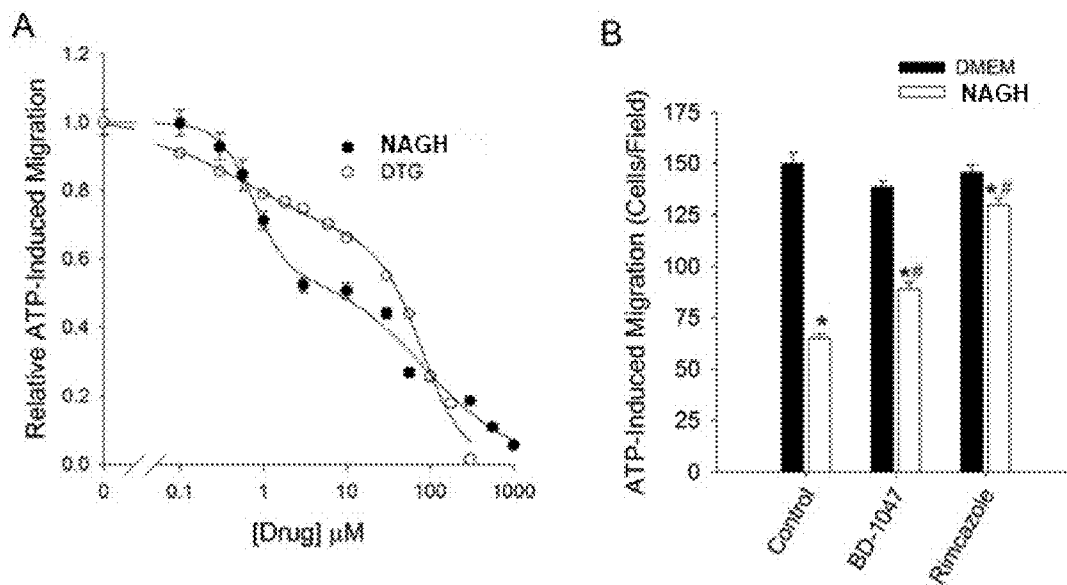 A
Relative ATP-Induced Migration
1.2
1.0
0.8
0.6
0.4
0.2
0.0
NAGH
DTG
0
0.1
1
10
100
1000
[Drug] μM
B
DMEM
NAGH
ATP-Induced Migration (Cells/Field)
175
150
125
100
75
50
25
0
*
*#
*#
Control
BD-1047
Rimcazole